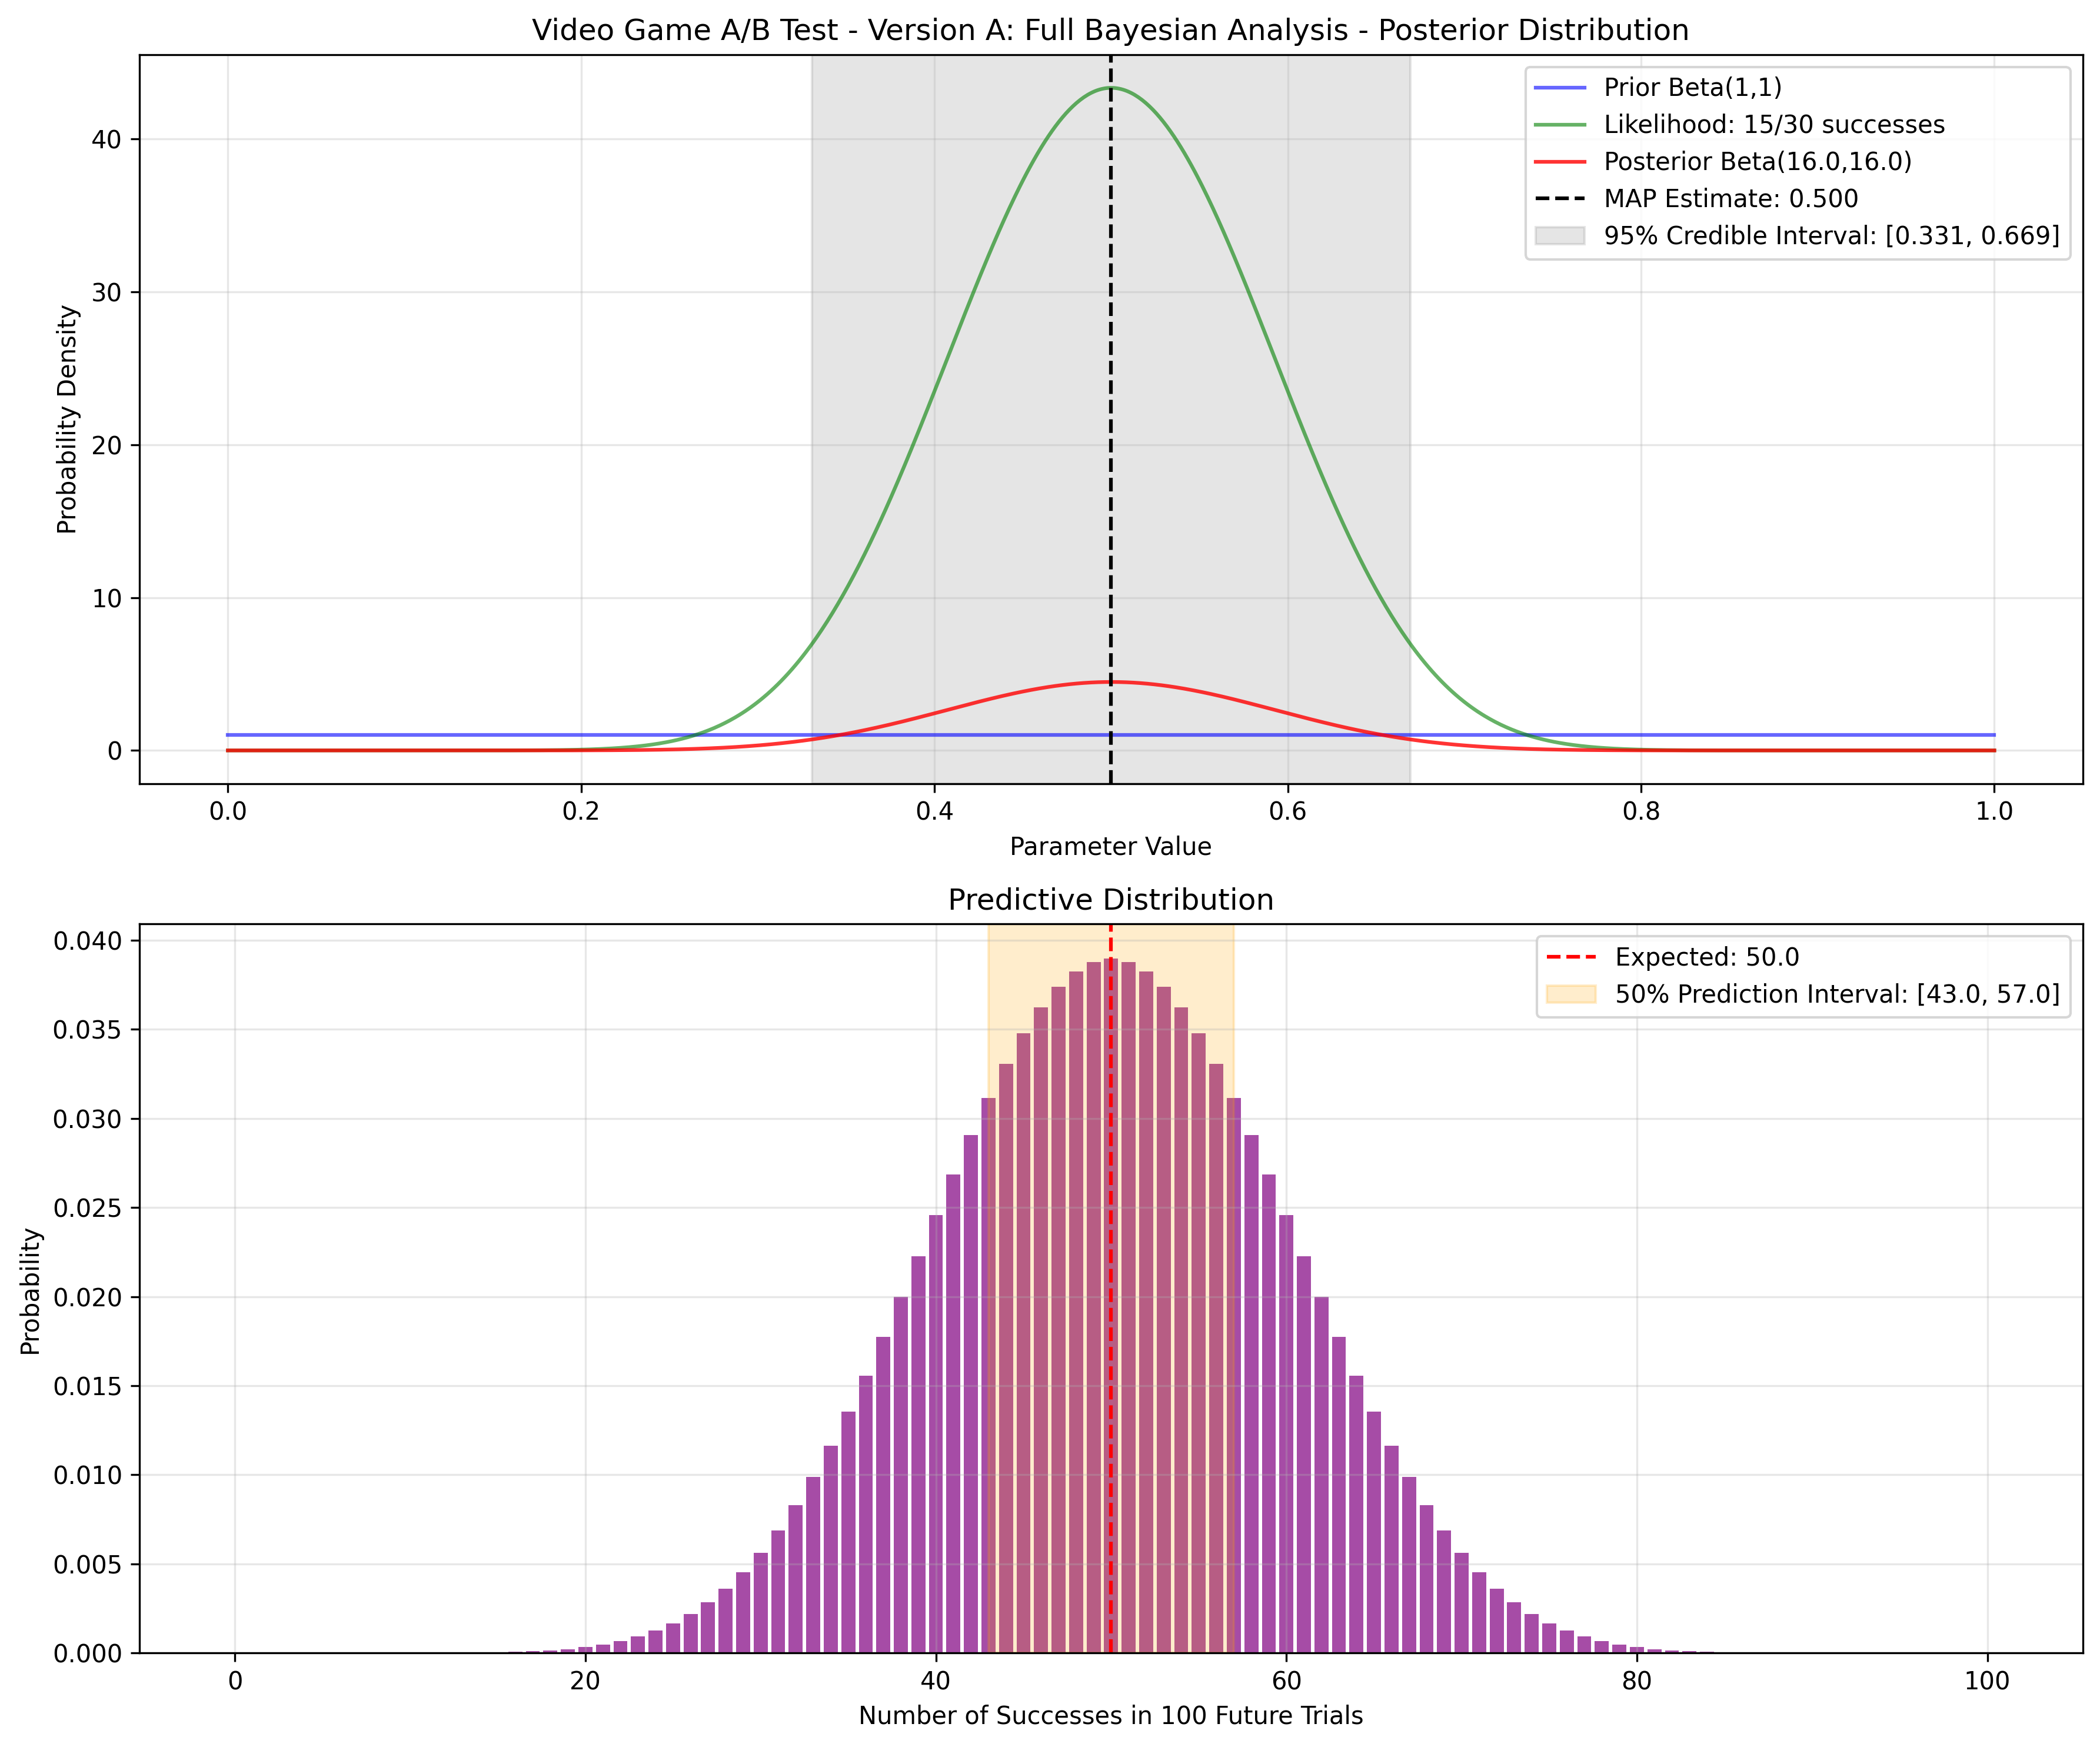 Video Game A/B Test - Version A: Full Bayesian Analysis - Posterior Distribution
Prior Beta(1,1)
Likelihood: 15/30 successes
Posterior Beta(16.0,16.0)
MAP Estimate: 0.500
95% Credible Interval: [0.331, 0.669]
Probability Density
40
30
20
10
0
0.0 0.2 0.4 0.6 0.8 1.0
Parameter Value
Predictive Distribution
Expected: 50.0
50% Prediction Interval: [43.0, 57.0]
Probability
0.040
0.035
0.030
0.025
0.020
0.015
0.010
0.005
0.000
0 20 40 60 80 100
Number of Successes in 100 Future Trials